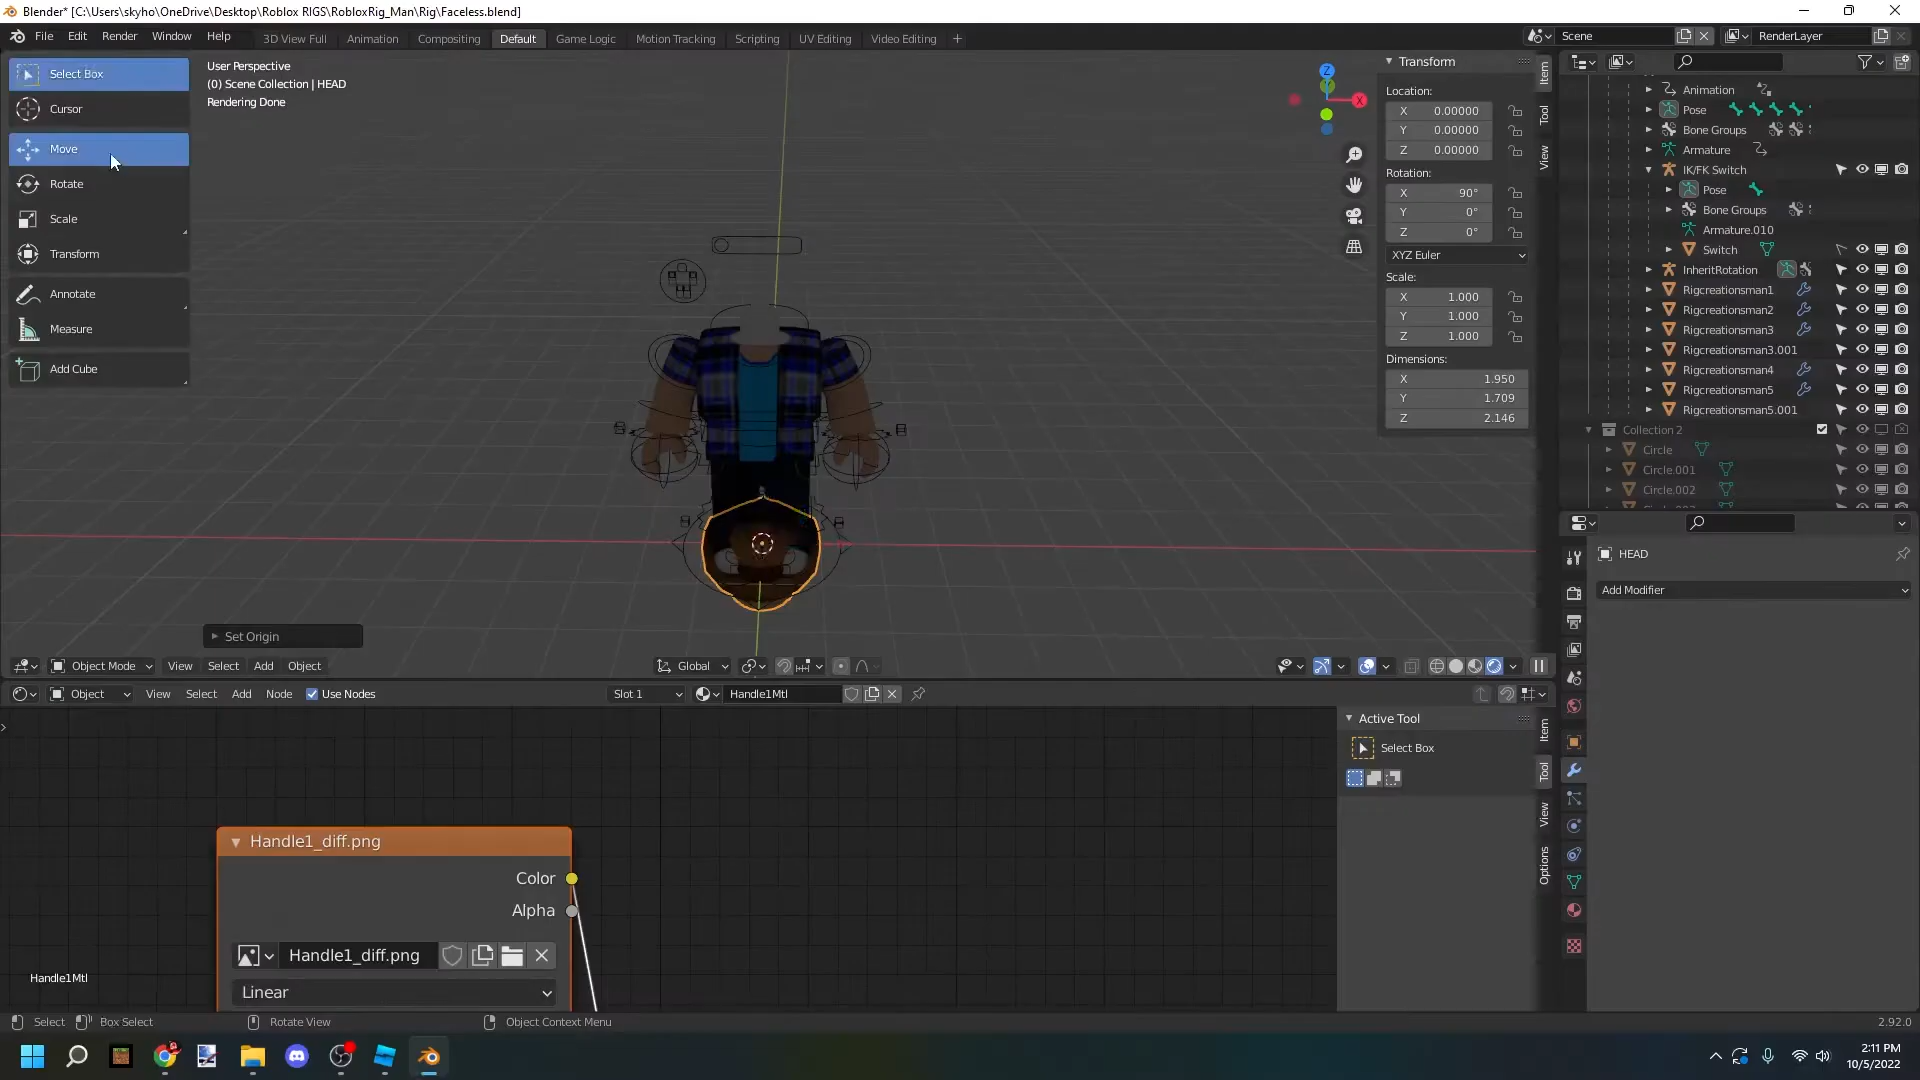 Blender* [C:\Users\skyho\OneDrive\Desktop\Roblox RIGS\RobloxRig_Man\Rig\Faceless.blend]
File Edit Render Window Help 3D View Full Animation Compositing Default Game Logic Motion Tracking Scripting UV Editing Video Editing + Scene RenderLayer
Select Box
Cursor
Move
Rotate
Scale
Transform
Annotate
Measure
Add Cube
User Perspective
(0) Scene Collection | HEAD
Rendering Done
Z
X
Transform
Location:
X 0.00000
Y 0.00000
Z 0.00000
Rotation:
X 90°
Y 0°
Z 0°
XYZ Euler
Scale:
X 1.000
Y 1.000
Z 1.000
Dimensions:
X 1.950
Y 1.709
Z 2.146
Item
Tool
View
Animation
Pose
Bone Groups
Armature
IK/FK Switch
Pose
Bone Groups
Armature.010
Switch
InheritRotation
Rigcreationsman1
Rigcreationsman2
Rigcreationsman3
Rigcreationsman3.001
Rigcreationsman4
Rigcreationsman5
Rigcreationsman5.001
Collection 2
Circle
Circle.001
Circle.002
HEAD
Add Modifier
Set Origin
Object Mode View Select Add Object Global
Object View Select Add Node Use Nodes Slot 1 Handle1Mtl
Active Tool
Select Box
Item
Tool
View
Options
Handle1_diff.png
Color
Alpha
Handle1_diff.png
Linear
Handle1Mtl
Select Box Select Rotate View Object Context Menu 2.92.0
2:11 PM
10/5/2022